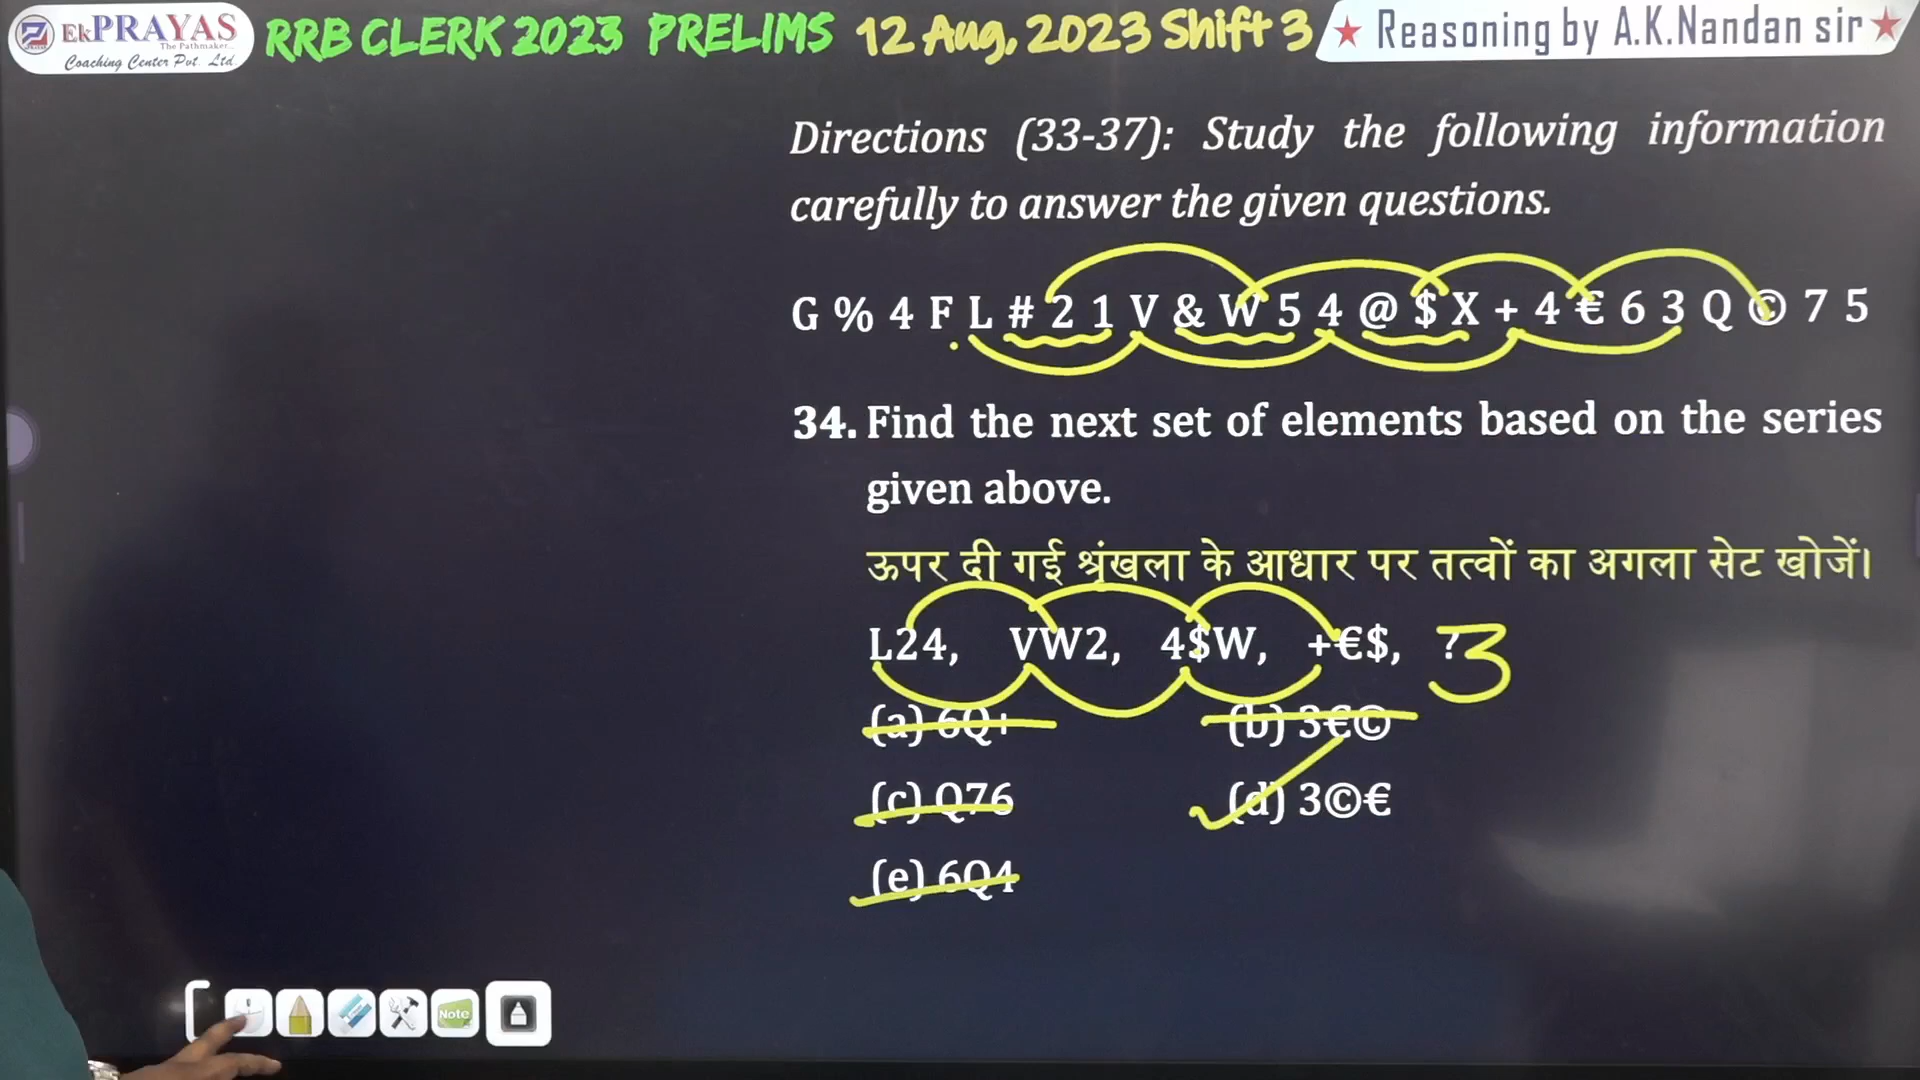 EkPRAYAS
The Pathmaker...
Coaching Center Pvt. Ltd.
RRB CLERK 2023 PRELIMS 12 Aug, 2023 Shift 3
Reasoning by A.K.Nandan sir
Directions (33-37): Study the following information
carefully to answer the given questions.
G % 4 F L # 2 1 V & W 5 4 @ $ X + 4 € 6 3 Q © 7 5
34. Find the next set of elements based on the series
given above.
ऊपर दी गई श्रृंखला के आधार पर तत्वों का अगला सेट खोजें।
L24, VW2, 4$W, +€$, ? 3
(a) 6Q+ (b) 3€©
(c) Q76 (d) 3©€
(e) 6Q4
Note